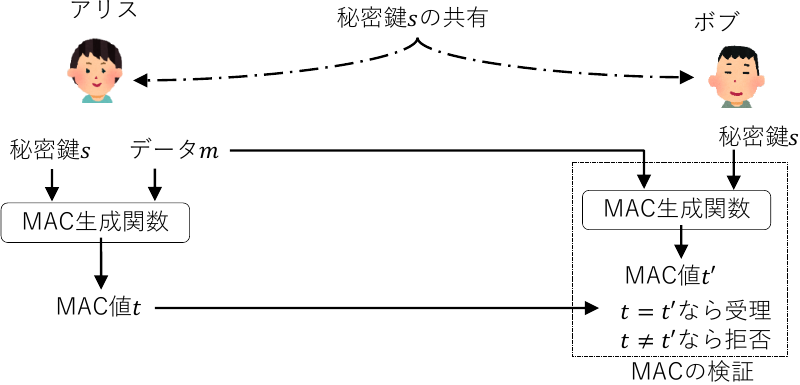 アリス
秘密鍵sの共有
ボブ
秘密鍵s
データm
秘密鍵s
MAC生成関数
MAC生成関数
MAC値t
MAC値t′
t = t′なら受理
t ≠ t′なら拒否
MACの検証